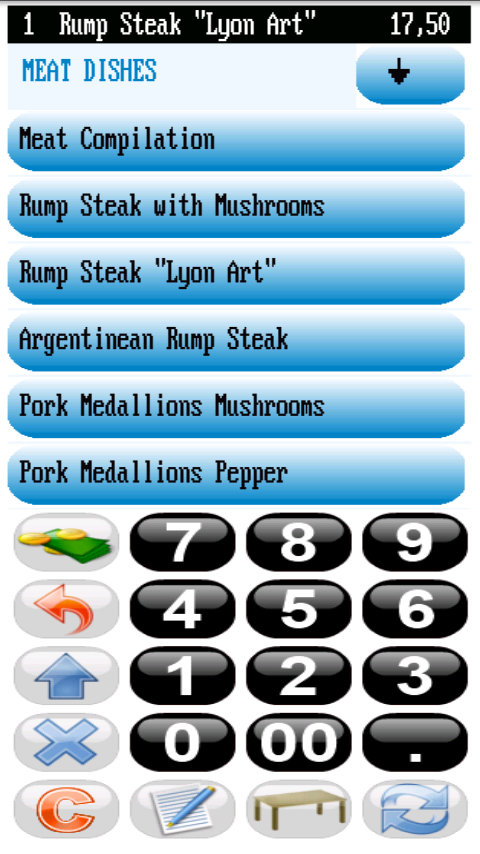 1 Rump Steak "Lyon Art" 17,50
MEAT DISHES
Meat Compilation
Rump Steak with Mushrooms
Rump Steak "Lyon Art"
Argentinean Rump Steak
Pork Medallions Mushrooms
Pork Medallions Pepper
7 8 9
4 5 6
1 2 3
0 00 .
C